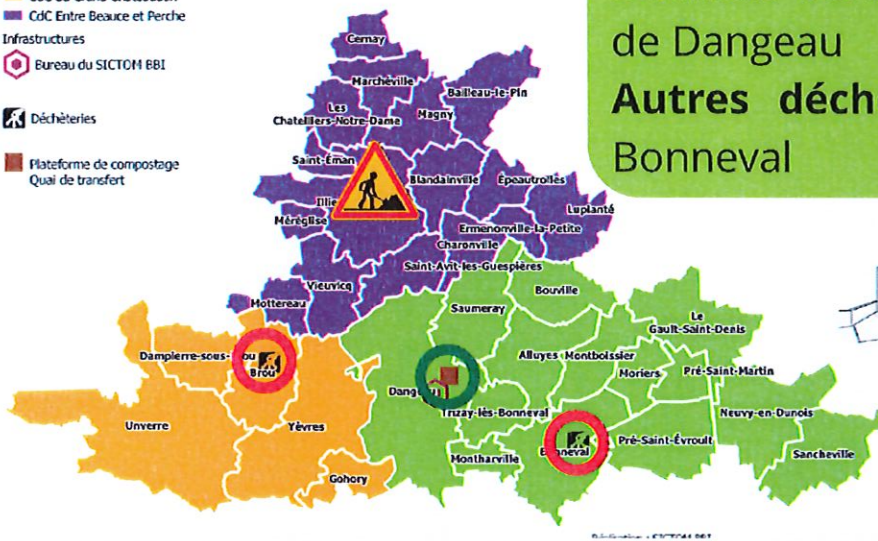 CdC Entre Beauce et Perche
Infrastructures
Bureau du SICTOM BBI
Déchèteries
Plateforme de compostage
Quai de transfert
de Dangeau
Autres déch
Bonneval
Cernay
Marchéville
Bailleau-le-Pin
Les
Chatelliers-Notre-Dame
Magny
Saint-Éman
Blandainville
Épeautrolles
Illie
Luplanté
Méréglise
Ermenonville-la-Petite
Charonville
Saint-Avit-les-Guespières
Vieuvicq
Bouville
Mottereau
Saumeray
Le
Gault-Saint-Denis
Dampierre-sous-
ou
Brou
Alluyes
Montboissier
Moriers
Pré-Saint-Martin
Dangeau
Trizay-lès-Bonneval
Neuvy-en-Dunois
Unverre
Yèvres
Bonneval
Pré-Saint-Évroult
Montharville
Sancheville
Gohory